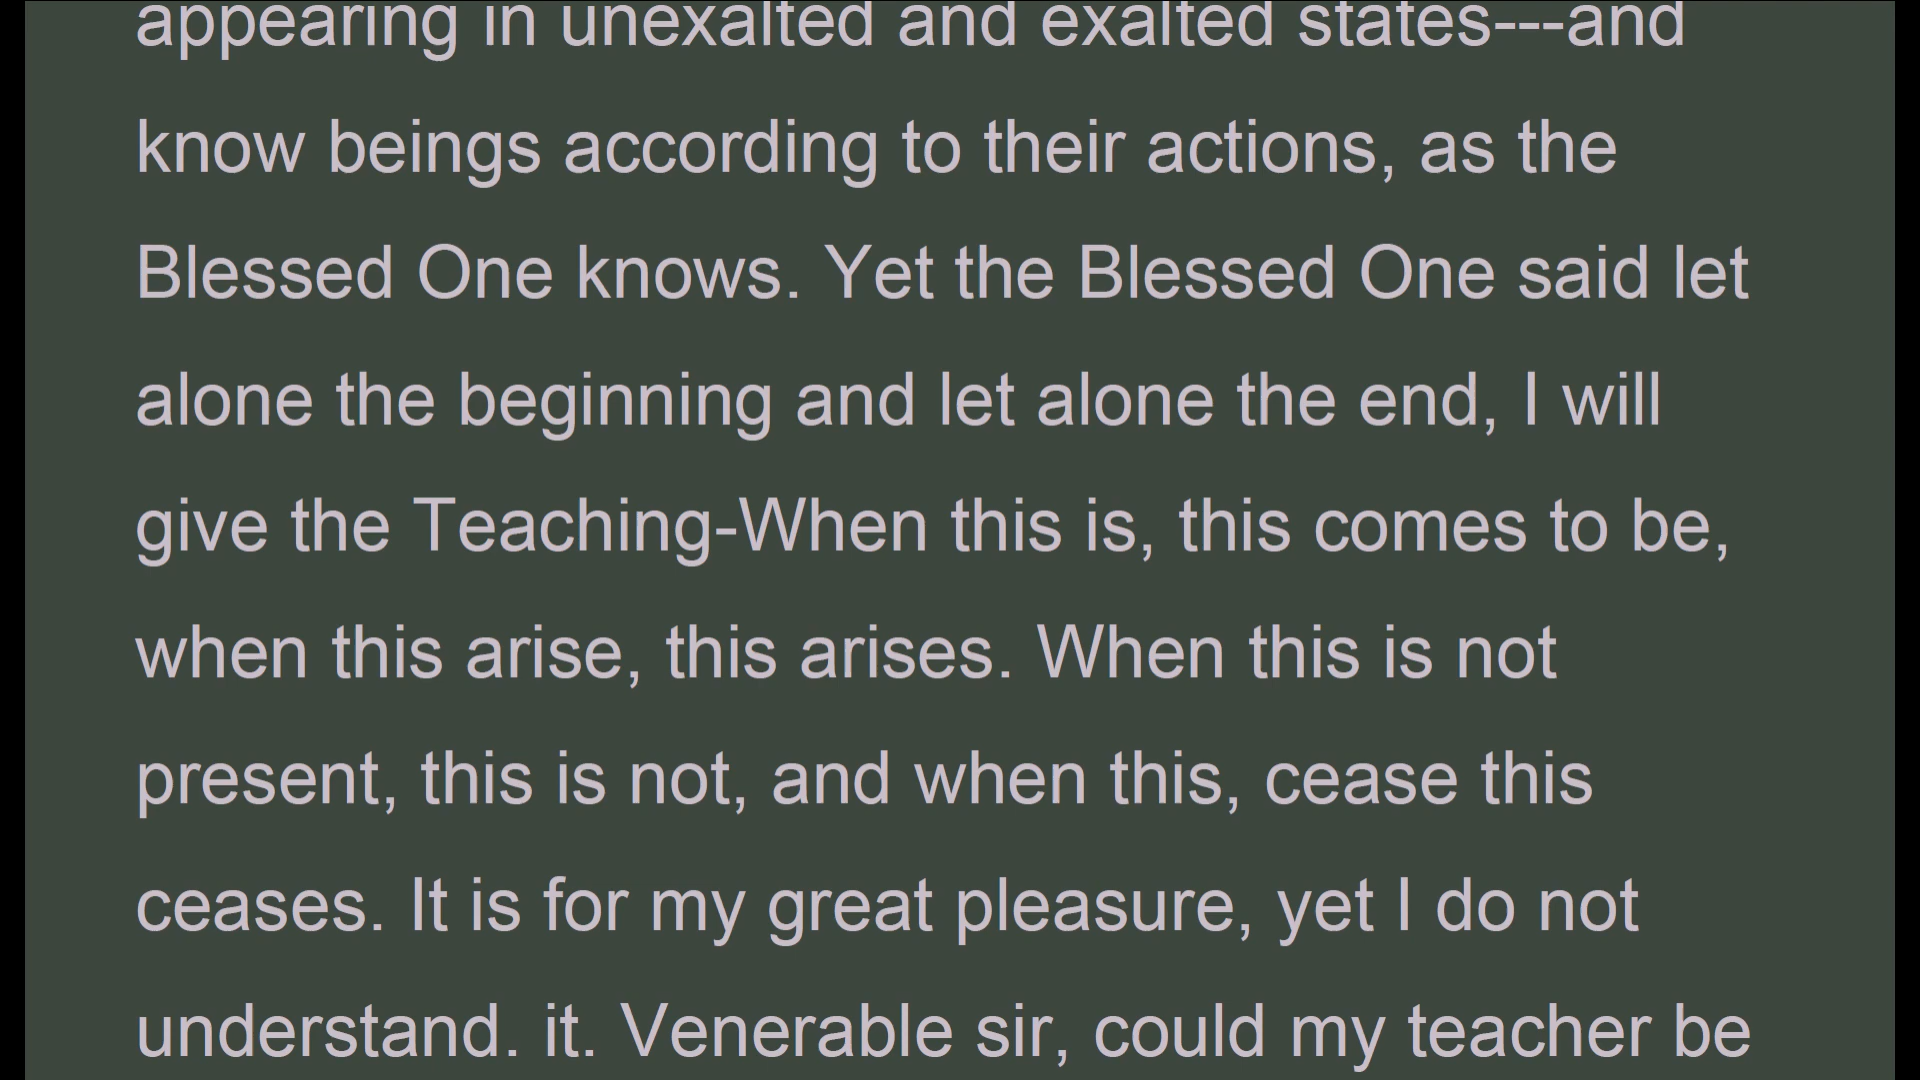 appearing in unexalted and exalted states---and
know beings according to their actions, as the
Blessed One knows. Yet the Blessed One said let
alone the beginning and let alone the end, I will
give the Teaching-When this is, this comes to be,
when this arise, this arises. When this is not
present, this is not, and when this, cease this
ceases. It is for my great pleasure, yet I do not
understand. it. Venerable sir, could my teacher be